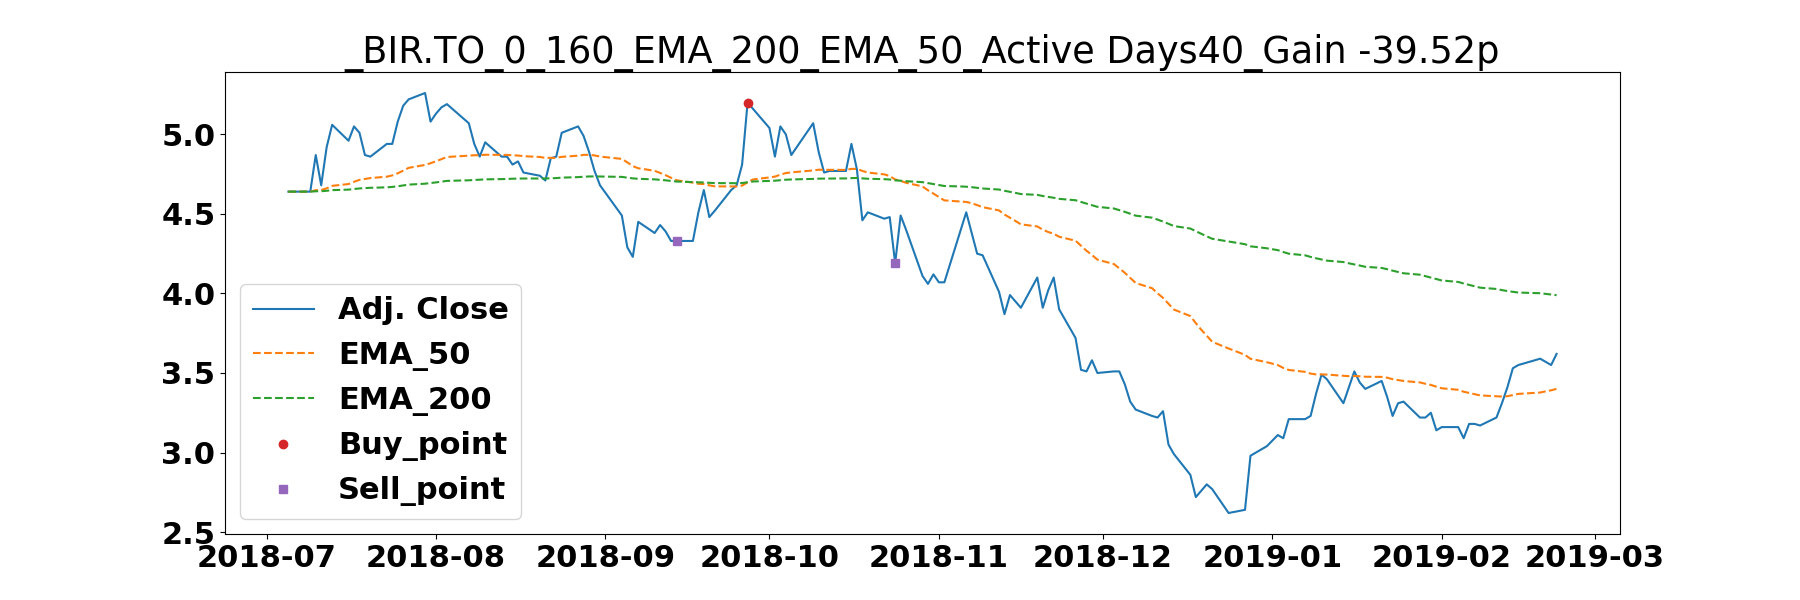 _BIR.TO_0_160_EMA_200_EMA_50_Active Days40_Gain -39.52p
5.0
4.5
4.0
3.5
3.0
2.5
Adj. Close
EMA_50
EMA_200
Buy_point
Sell_point
2018-07 2018-08 2018-09 2018-10 2018-11 2018-12 2019-01 2019-02 2019-03